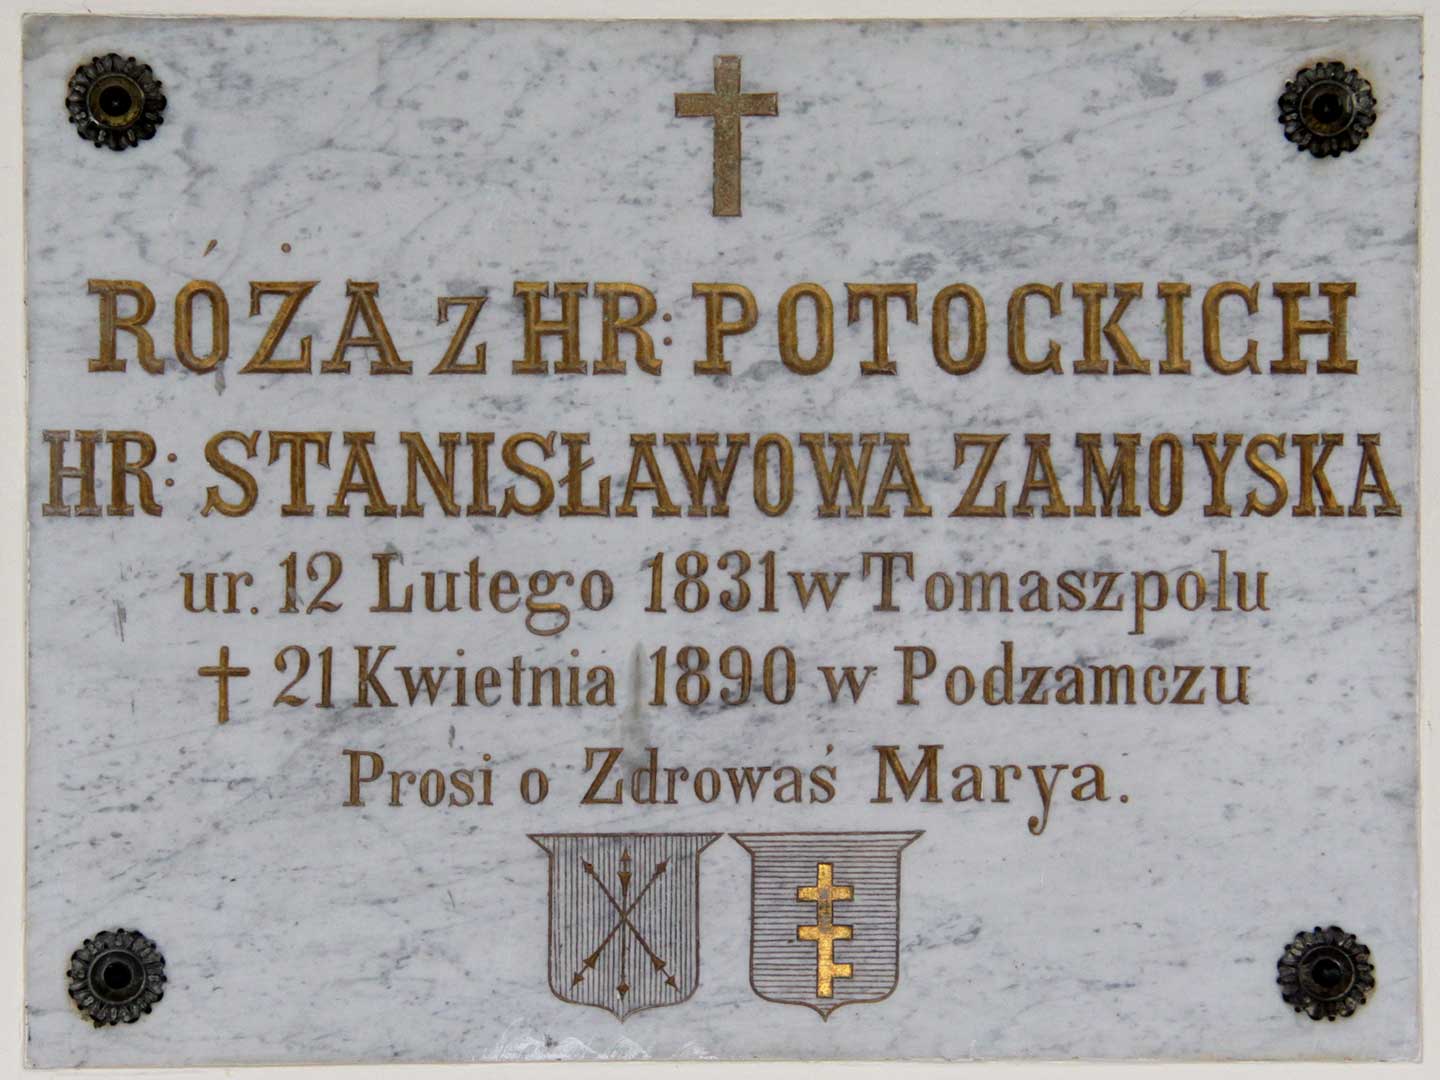 RÓŻA z HR: POTOCKICH
HR: STANISŁAWOWA ZAMOYSKA
ur. 12 Lutego 1831 w Tomaszpolu
† 21 Kwietnia 1890 w Podzamczu
Prosi o Zdrowaś Marya.